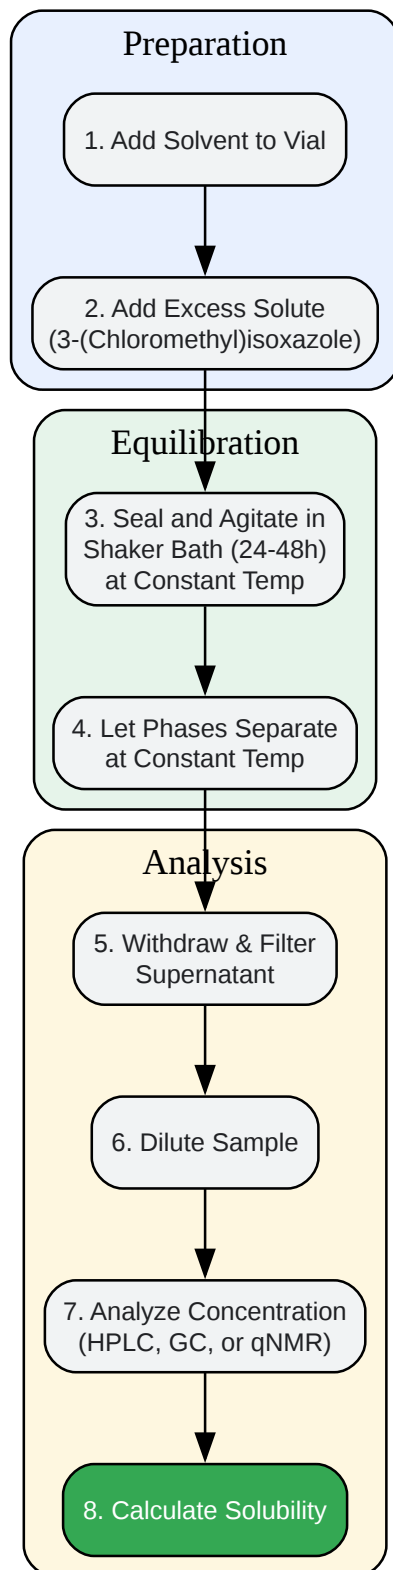 Preparation
1. Add Solvent to Vial
2. Add Excess Solute
(3-(Chloromethyl)isoxazole)
Equilibration
3. Seal and Agitate in
Shaker Bath (24-48h)
at Constant Temp
4. Let Phases Separate
at Constant Temp
Analysis
5. Withdraw & Filter
Supernatant
6. Dilute Sample
7. Analyze Concentration
(HPLC, GC, or qNMR)
8. Calculate Solubility